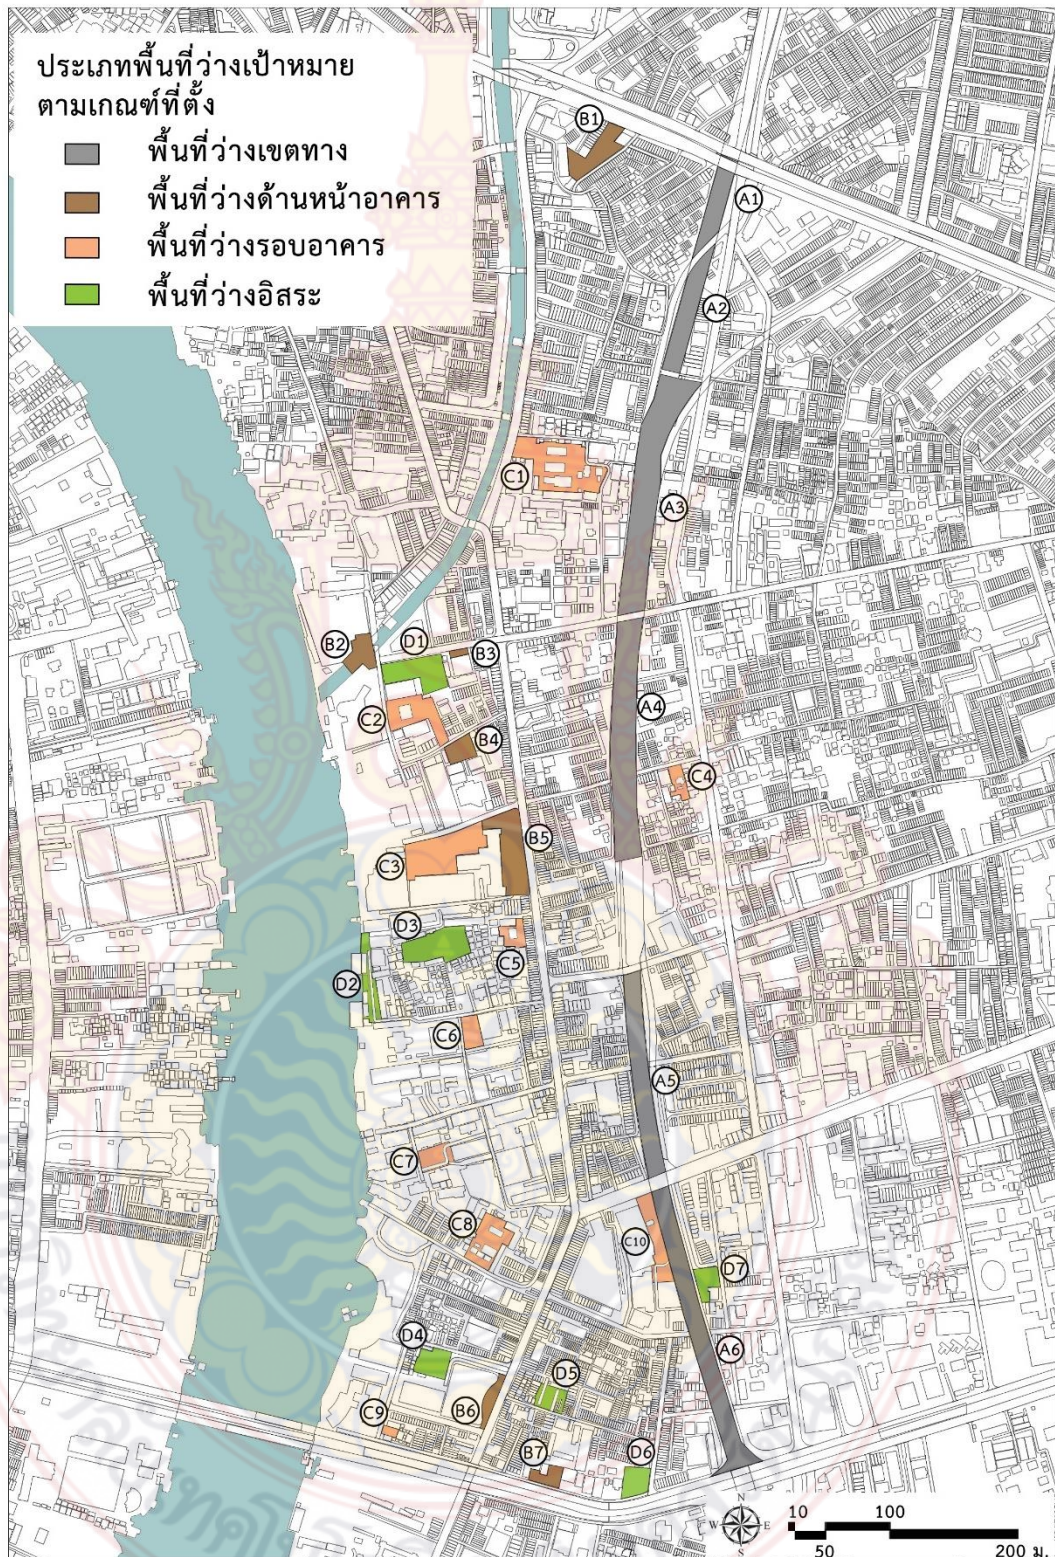 ประเภทพื้นที่ว่างเป้าหมาย
ตามเกณฑ์ที่ตั้ง
พื้นที่ว่างเขตทาง
พื้นที่ว่างด้านหน้าอาคาร
พื้นที่ว่างรอบอาคาร
พื้นที่ว่างอิสระ
B1
A1
A2
C1
A3
B2
D1
B3
C2
A4
B4
C4
B5
C3
D3
C5
D2
C6
A5
C7
C8
C10
D7
D4
A6
D5
C9
B6
B7
D6
N
W E
S
10 100
50 200 ม.